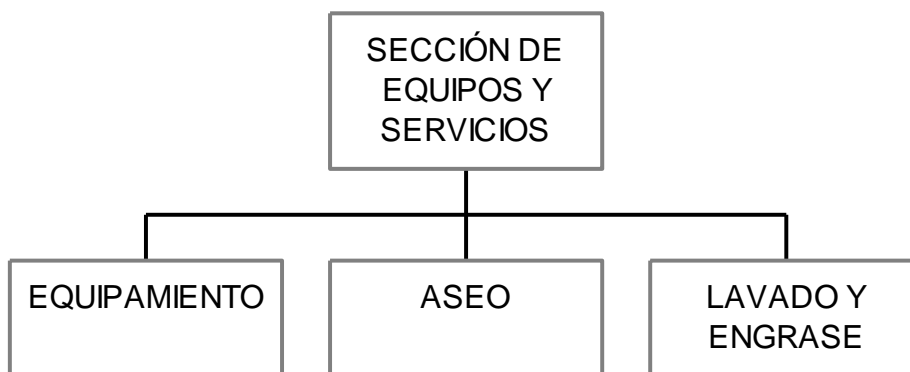 SECCIÓN DE
EQUIPOS Y
SERVICIOS
EQUIPAMIENTO
ASEO
LAVADO Y
ENGRASE